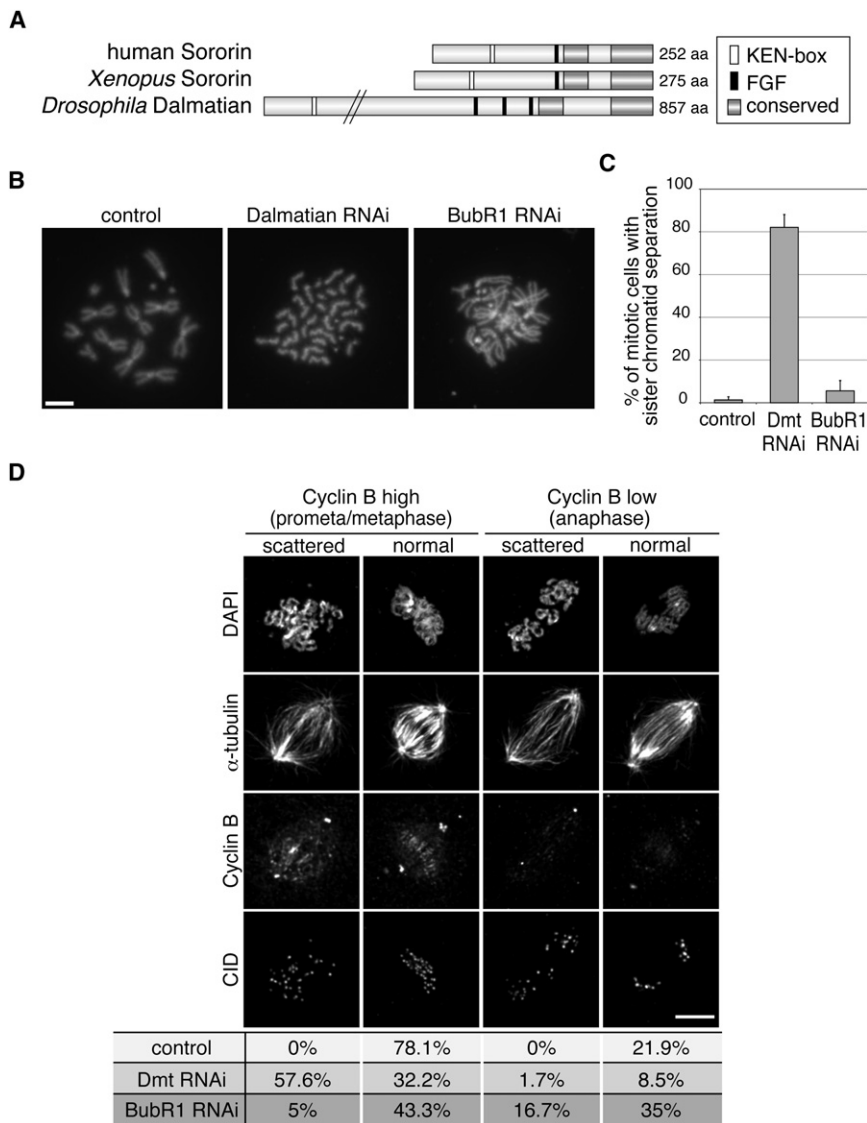 A
human Sororin 252 aa
Xenopus Sororin 275 aa
Drosophila Dalmatian 857 aa
KEN-box
FGF
conserved
B
control Dalmatian RNAi BubR1 RNAi
C
% of mitotic cells with
sister chromatid separation
100
80
60
40
20
0
control Dmt BubR1
RNAi RNAi
D
Cyclin B high Cyclin B low
(prometa/metaphase) (anaphase)
scattered normal scattered normal
DAPI
α-tubulin
Cyclin B
CID
control 0% 78.1% 0% 21.9%
Dmt RNAi 57.6% 32.2% 1.7% 8.5%
BubR1 RNAi 5% 43.3% 16.7% 35%